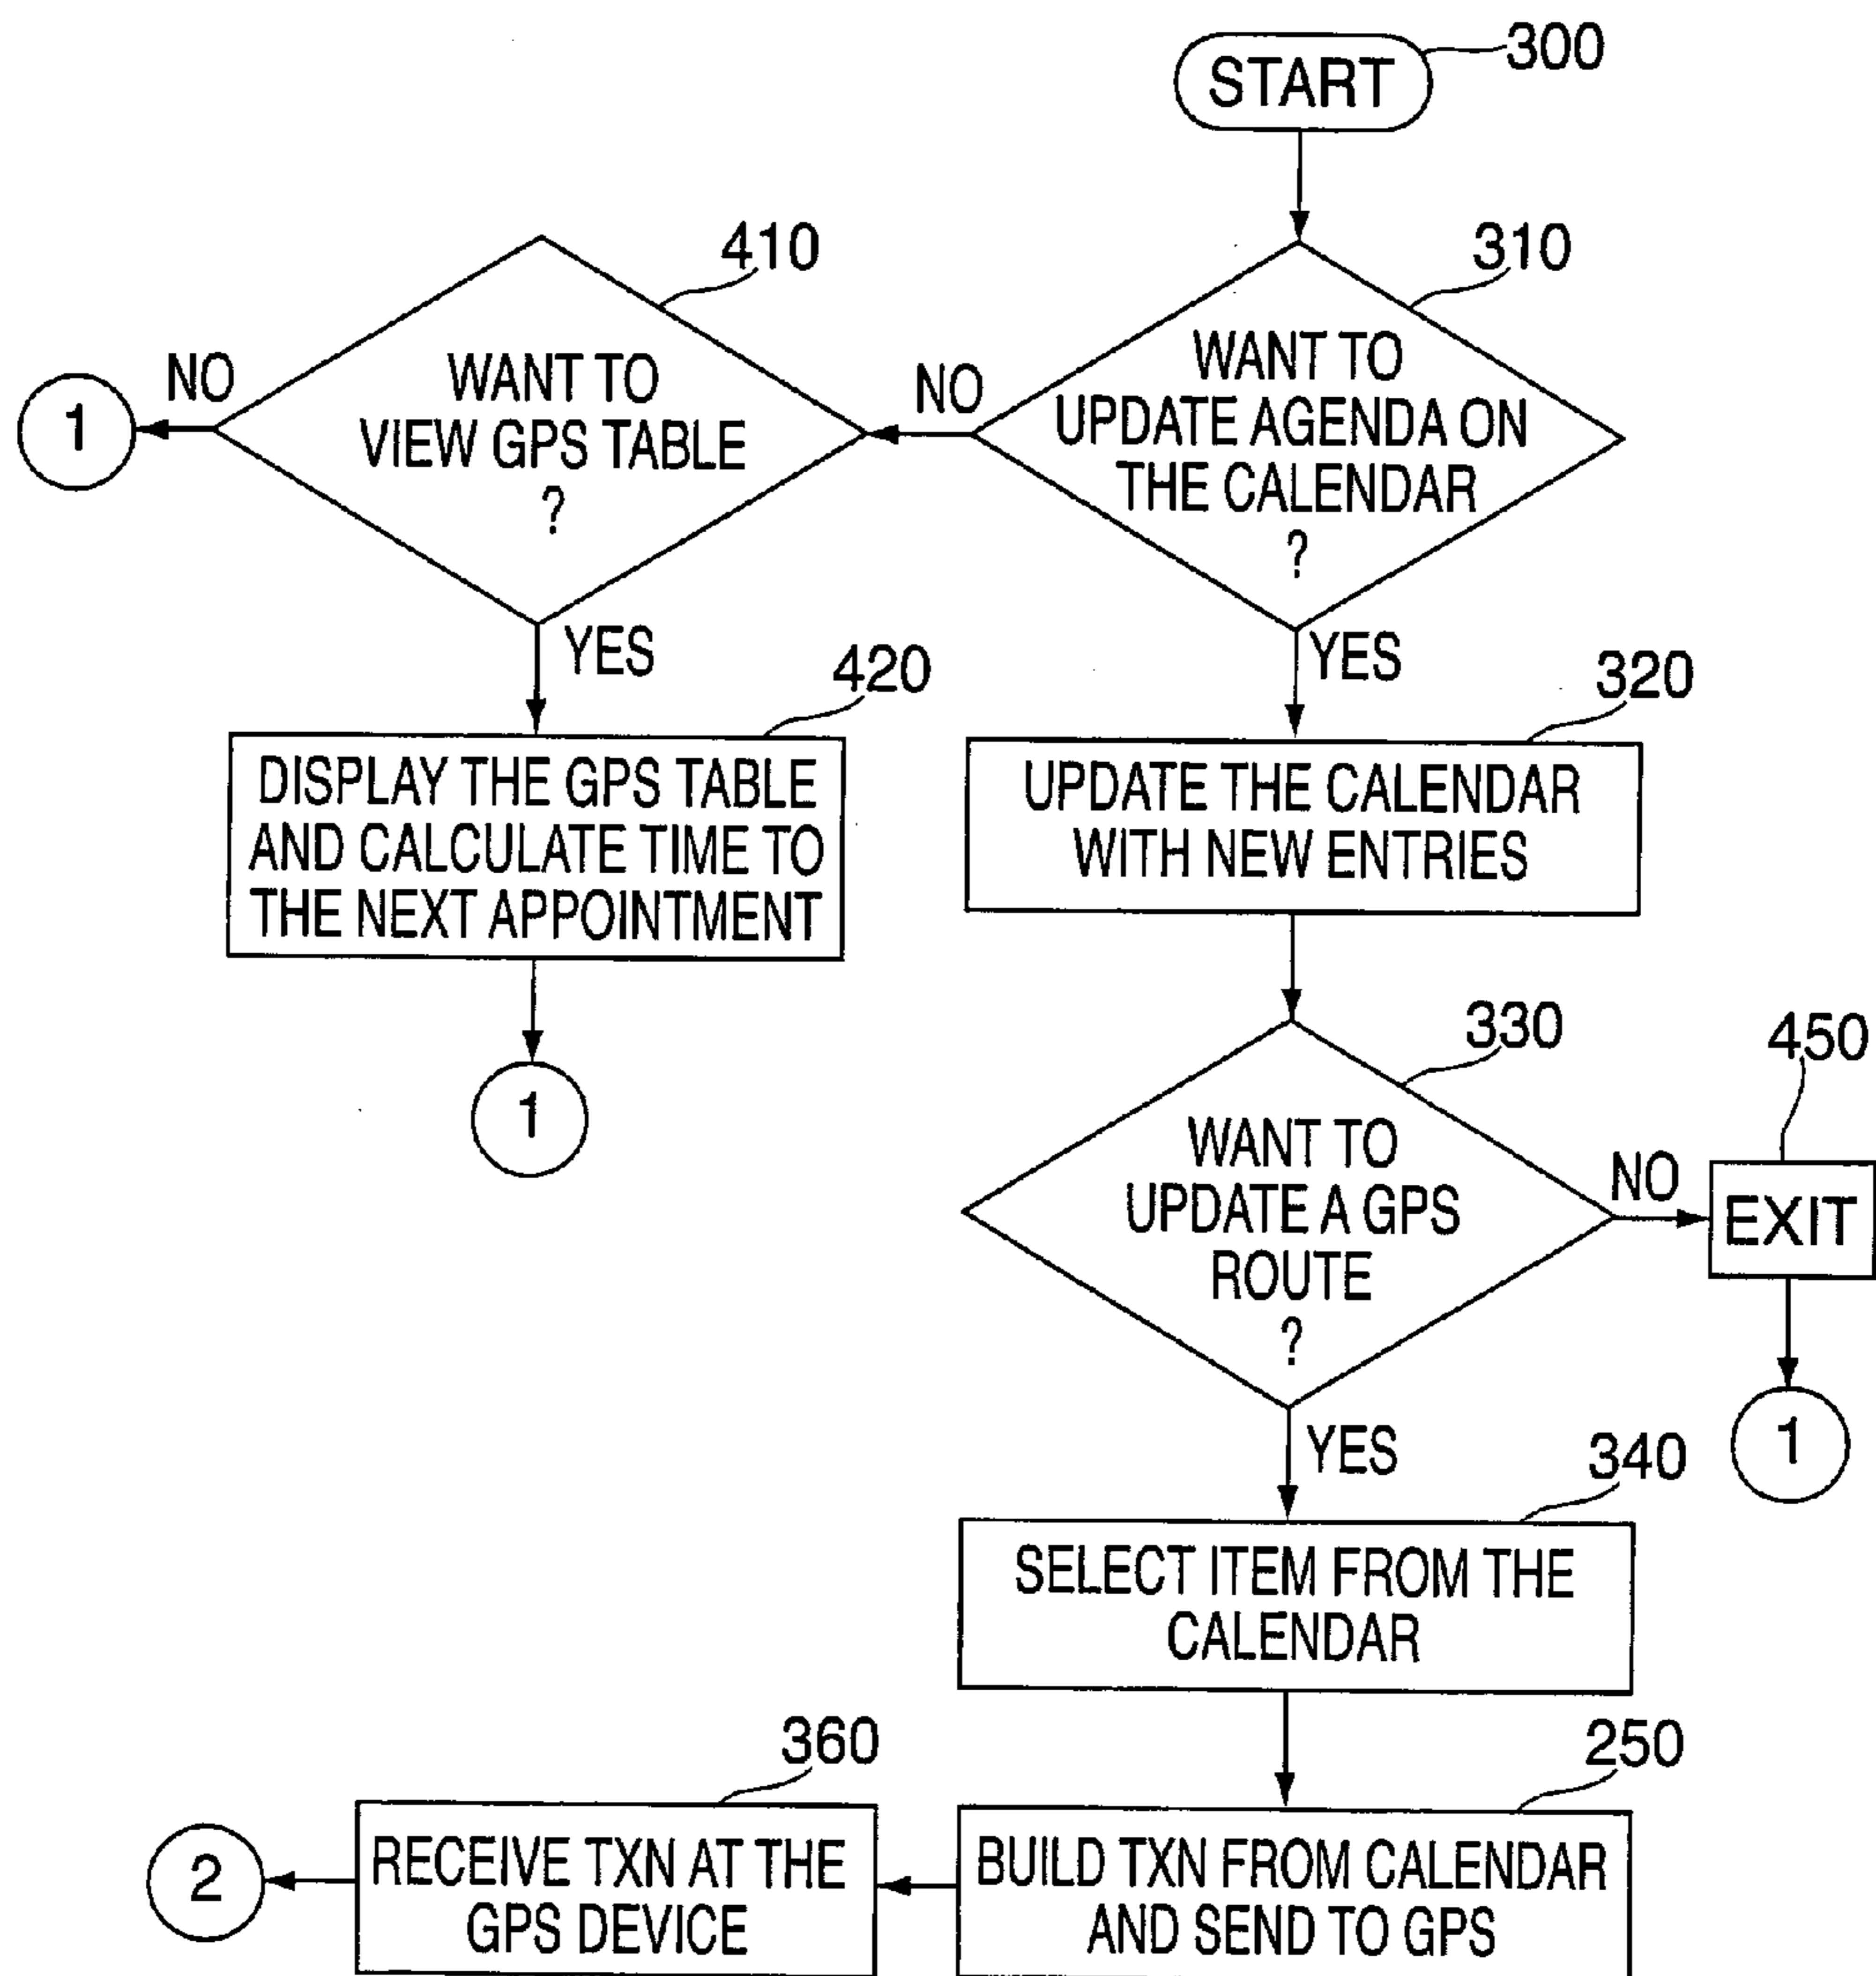 START
300
310
WANT TO
UPDATE AGENDA ON
THE CALENDAR
?
NO
410
WANT TO
VIEW GPS TABLE
?
NO
1
YES
420
DISPLAY THE GPS TABLE
AND CALCULATE TIME TO
THE NEXT APPOINTMENT
1
YES
320
UPDATE THE CALENDAR
WITH NEW ENTRIES
330
WANT TO
UPDATE A GPS
ROUTE
?
NO
450
EXIT
1
YES
340
SELECT ITEM FROM THE
CALENDAR
250
BUILD TXN FROM CALENDAR
AND SEND TO GPS
360
RECEIVE TXN AT THE
GPS DEVICE
2